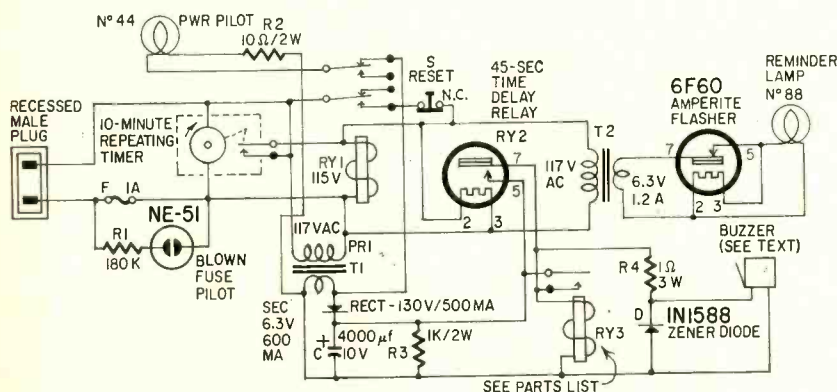 N° 44
PWR PILOT
R2
10Ω/2W
S
RESET
N.C.
45-SEC
TIME
DELAY
RELAY
RY2
6F60
AMPERITE
FLASHER
REMINDER
LAMP
N° 88
RECESSED
MALE
PLUG
10-MINUTE
REPEATING
TIMER
RY1
115V
7
5
2
3
117 V
AC
T2
6.3V
1.2 A
7
5
2
3
F
1A
NE-51
R1
180K
BLOWN
FUSE
PILOT
117VAC
PRI
T1
SEC
6.3V
600
MA
RECT-130V/500MA
+
C
4000μf
10V
R3
1K/2W
RY3
SEE PARTS LIST
R4
1Ω
3W
D
IN1588
ZENER DIODE
BUZZER
(SEE TEXT)